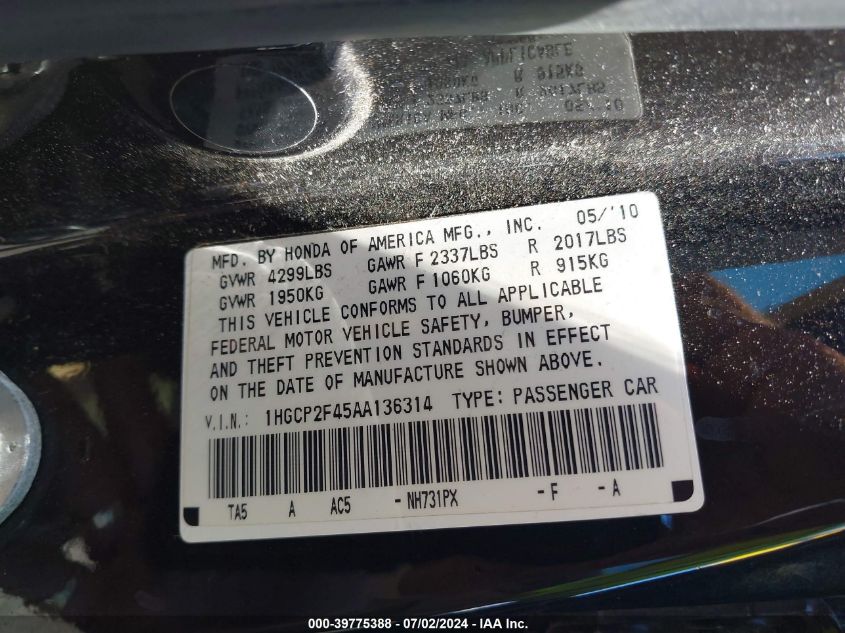 MFD. BY HONDA OF AMERICA MFG., INC. 05/'10
GVWR 4299LBS GAWR F 2337LBS R 2017LBS
GVWR 1950KG GAWR F 1060KG R 915KG
THIS VEHICLE CONFORMS TO ALL APPLICABLE
FEDERAL MOTOR VEHICLE SAFETY, BUMPER,
AND THEFT PREVENTION STANDARDS IN EFFECT
ON THE DATE OF MANUFACTURE SHOWN ABOVE.
V.I.N.: 1HGCP2F45AA136314 TYPE: PASSENGER CAR
TA5 A AC5 -NH731PX -F -A
000-39775388 - 07/02/2024 - IAA Inc.